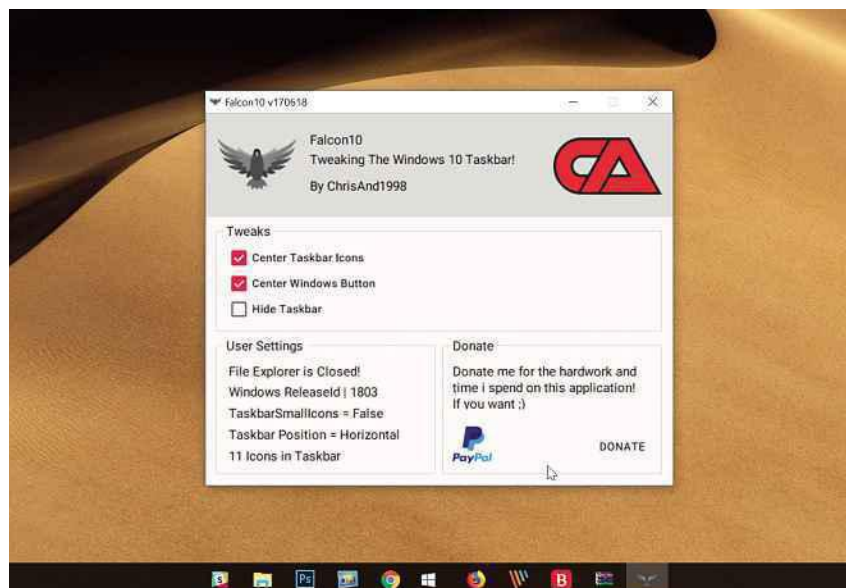 Falcon10 v170618
Falcon10
Tweaking The Windows 10 Taskbar!
By ChrisAnd1998
CA
Tweaks
Center Taskbar Icons
Center Windows Button
Hide Taskbar
User Settings
File Explorer is Closed!
Windows ReleaseId | 1803
TaskbarSmallIcons = False
Taskbar Position = Horizontal
11 Icons in Taskbar
Donate
Donate me for the hardwork and
time i spend on this application!
If you want ;)
PayPal
DONATE
S
Ps
B